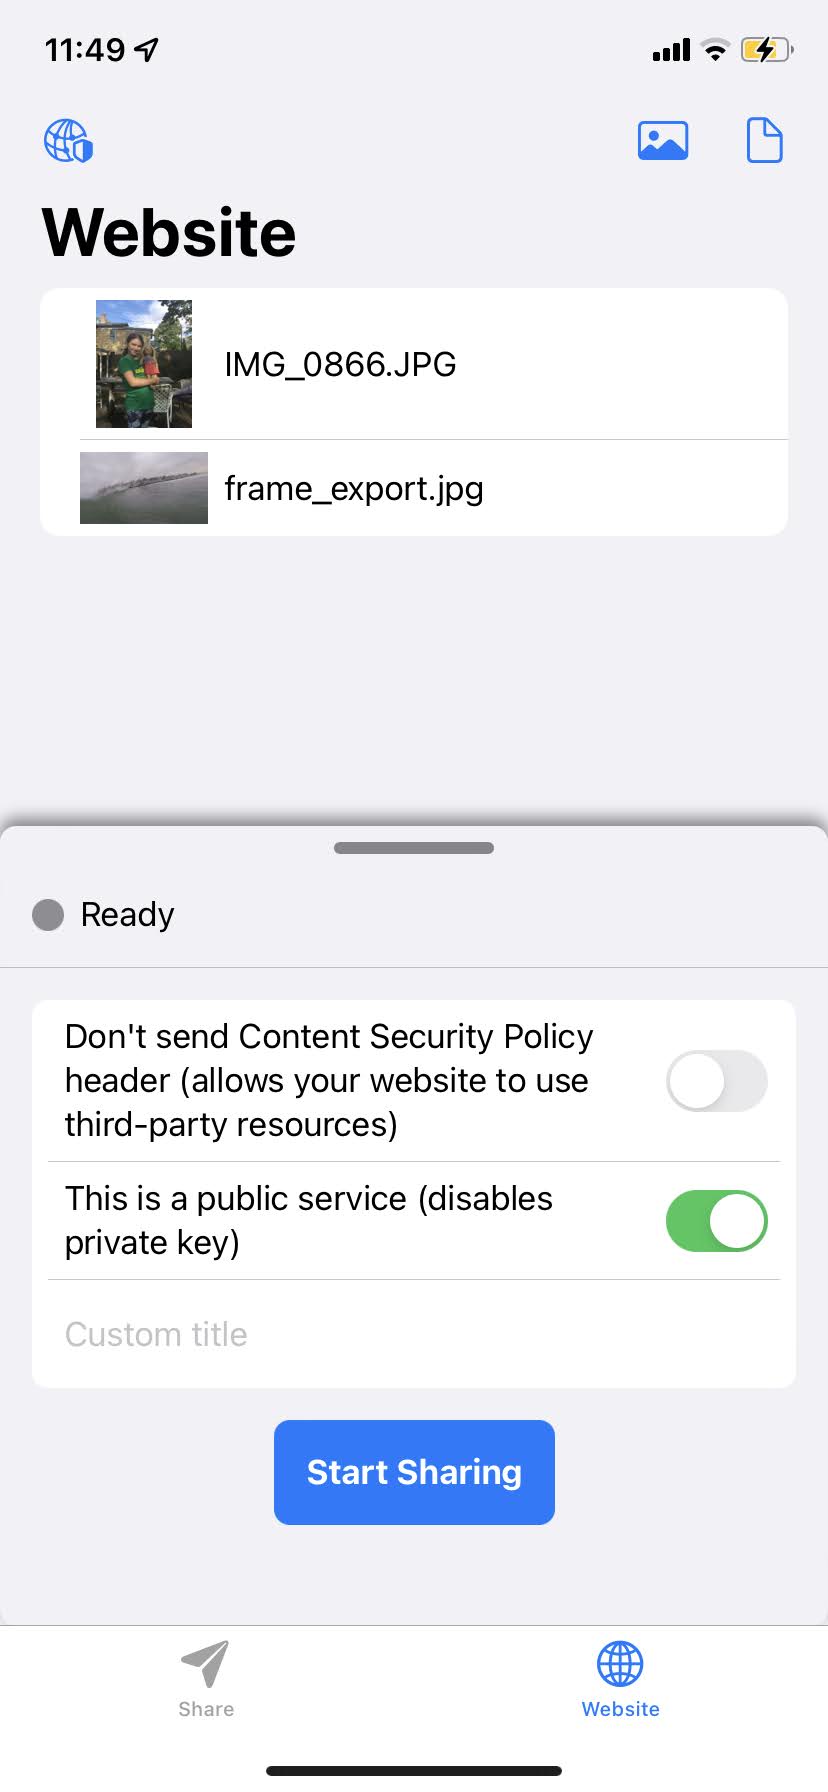 11:49
Website
IMG_0866.JPG
frame_export.jpg
Ready
Don't send Content Security Policy
header (allows your website to use
third-party resources)
This is a public service (disables
private key)
Custom title
Start Sharing
Share
Website